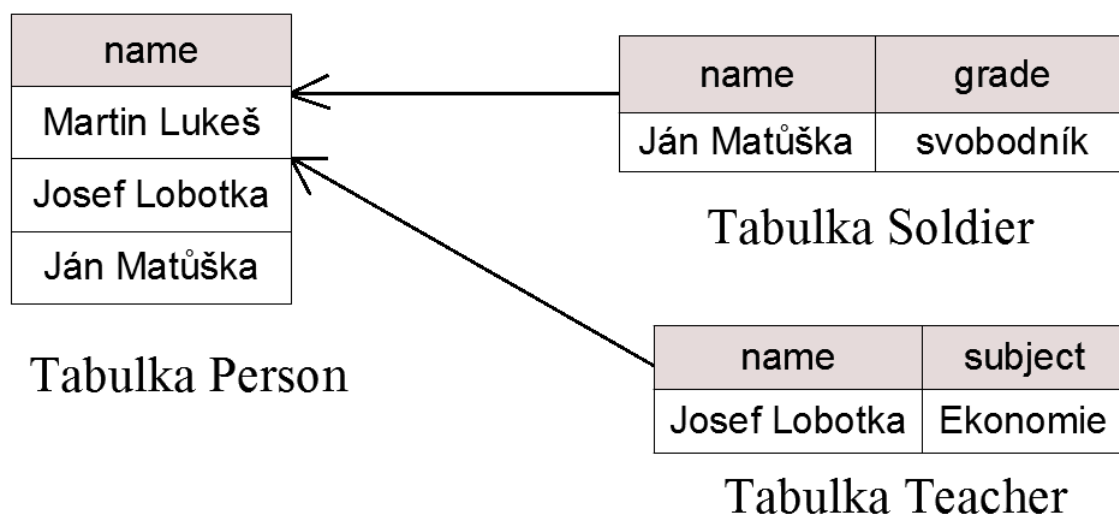 name
Martin Lukeš
Josef Lobotka
Ján Matůška
Tabulka Person
name grade
Ján Matůška svobodník
Tabulka Soldier
name subject
Josef Lobotka Ekonomie
Tabulka Teacher